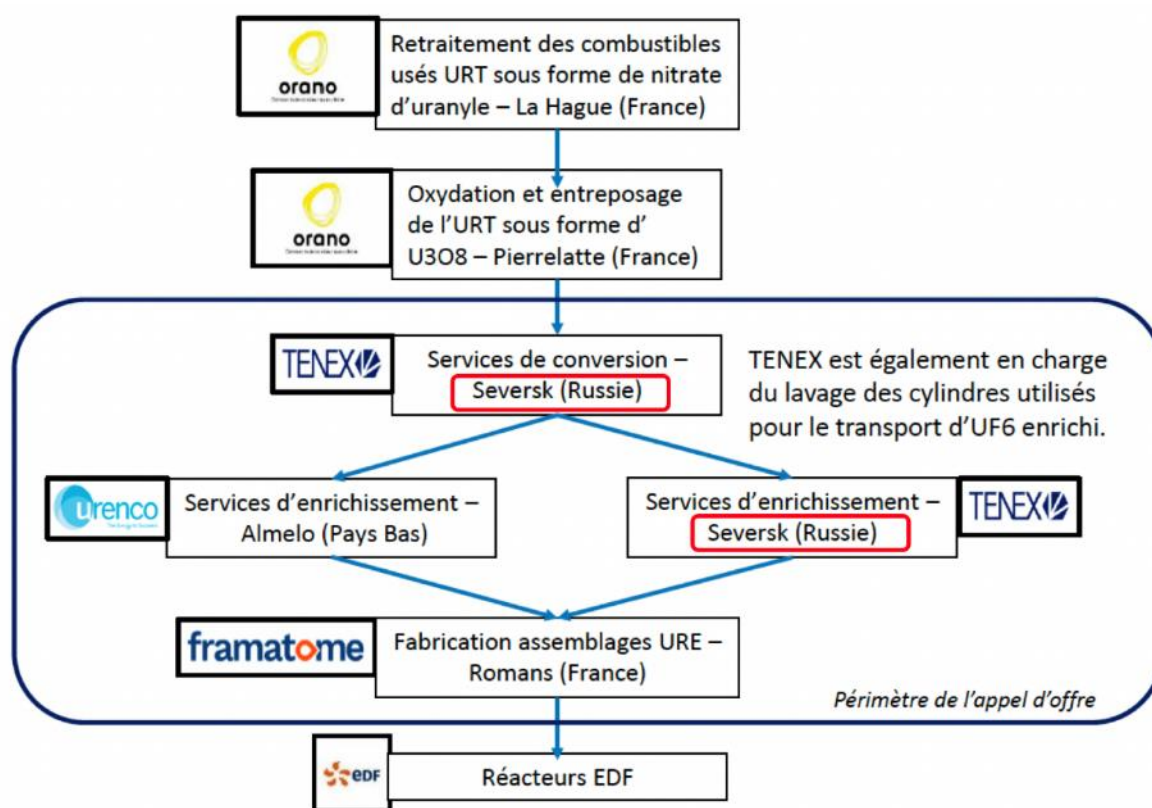 orano
Retraitement des combustibles
usés URT sous forme de nitrate
d'uranyle – La Hague (France)
orano
Oxydation et entreposage
de l'URT sous forme d'
U3O8 – Pierrelatte (France)
TENEX
Services de conversion –
Seversk (Russie)
TENEX est également en charge
du lavage des cylindres utilisés
pour le transport d'UF6 enrichi.
urenco
Services d'enrichissement –
Almelo (Pays Bas)
Services d'enrichissement –
Seversk (Russie)
TENEX
framatome
Fabrication assemblages URE –
Romans (France)
Périmètre de l'appel d'offre
edf
Réacteurs EDF